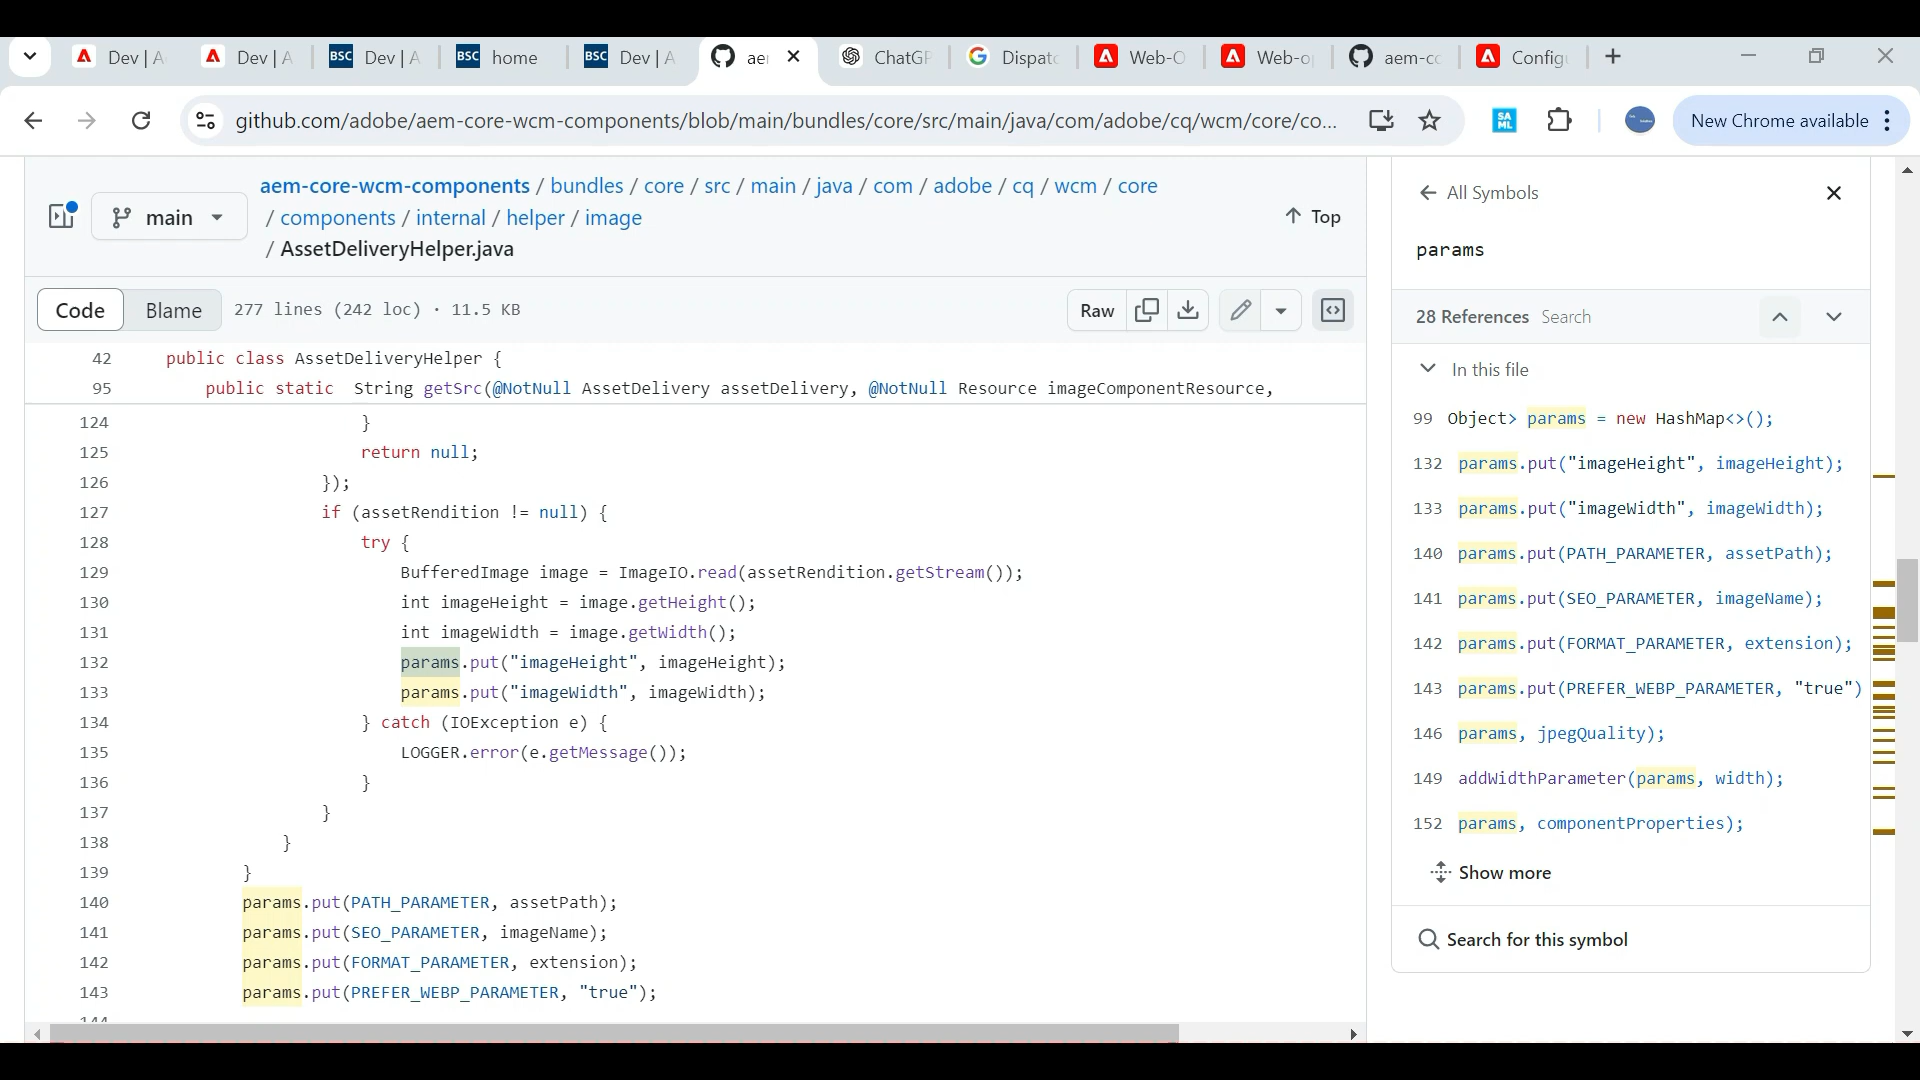 Dev | A
Dev | A
BSC Dev | A
BSC home
BSC Dev | A
aer
ChatGP
Dispatc
Web-O
Web-op
aem-co
Config
github.com/adobe/aem-core-wcm-components/blob/main/bundles/core/src/main/java/com/adobe/cq/wcm/core/co...
SA
ML
New Chrome available
main
aem-core-wcm-components / bundles / core / src / main / java / com / adobe / cq / wcm / core
/ components / internal / helper / image
/ AssetDeliveryHelper.java
Top
Code
Blame
277 lines (242 loc) · 11.5 KB
Raw
42 public class AssetDeliveryHelper {
95 public static String getSrc(@NotNull AssetDelivery assetDelivery, @NotNull Resource imageComponentResource,
124 }
125 return null;
126 });
127 if (assetRendition != null) {
128 try {
129 BufferedImage image = ImageIO.read(assetRendition.getStream());
130 int imageHeight = image.getHeight();
131 int imageWidth = image.getWidth();
132 params.put("imageHeight", imageHeight);
133 params.put("imageWidth", imageWidth);
134 } catch (IOException e) {
135 LOGGER.error(e.getMessage());
136 }
137 }
138 }
139 }
140 params.put(PATH_PARAMETER, assetPath);
141 params.put(SEO_PARAMETER, imageName);
142 params.put(FORMAT_PARAMETER, extension);
143 params.put(PREFER_WEBP_PARAMETER, "true");
144
All Symbols
params
28 References Search
In this file
99 Object> params = new HashMap<>();
132 params.put("imageHeight", imageHeight);
133 params.put("imageWidth", imageWidth);
140 params.put(PATH_PARAMETER, assetPath);
141 params.put(SEO_PARAMETER, imageName);
142 params.put(FORMAT_PARAMETER, extension);
143 params.put(PREFER_WEBP_PARAMETER, "true")
146 params, jpegQuality);
149 addWidthParameter(params, width);
152 params, componentProperties);
Show more
Search for this symbol